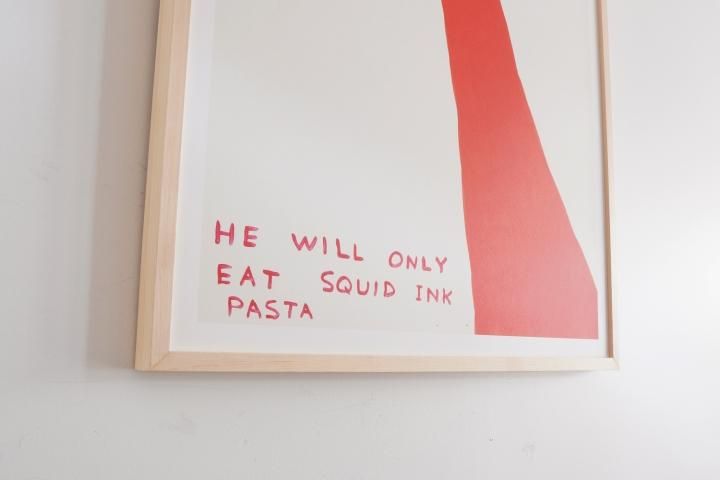 HE WILL ONLY
EAT SQUID INK
PASTA